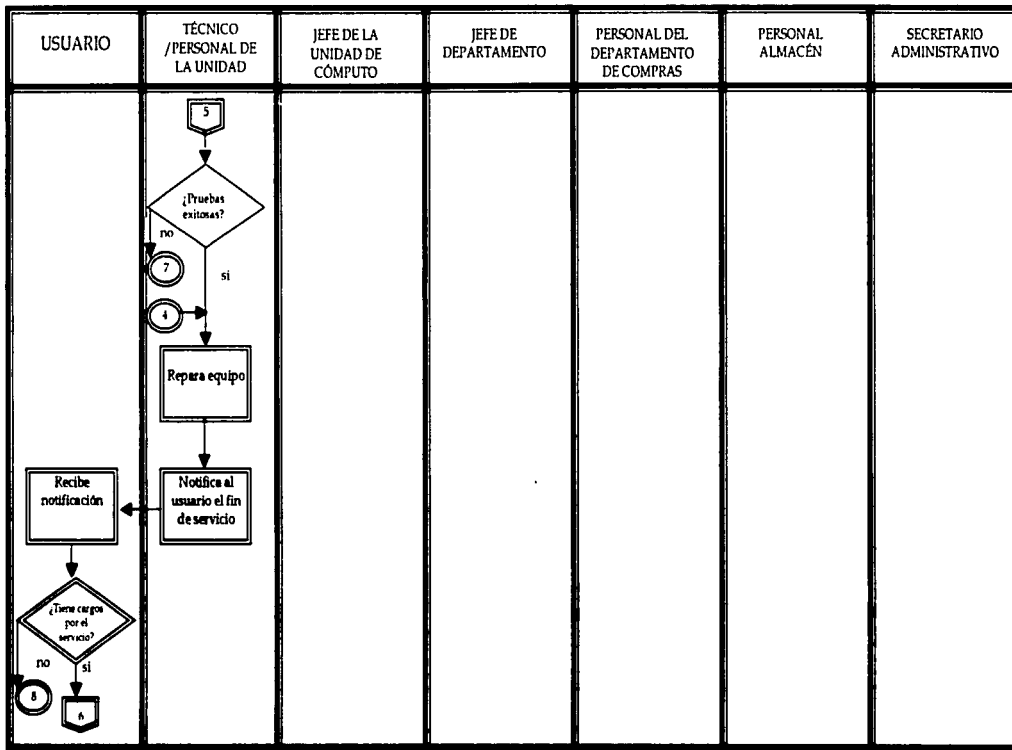 USUARIO
TÉCNICO
/PERSONAL DE
LA UNIDAD
JEFE DE LA
UNIDAD DE
CÓMPUTO
JEFE DE
DEPARTAMENTO
PERSONAL DEL
DEPARTAMENTO
DE COMPRAS
PERSONAL
ALMACÉN
SECRETARIO
ADMINISTRATIVO
5
¿Pruebas
exitosas?
no
7
si
4
Repara equipo
Notifica al
usuario el fin
de servicio
Recibe
notificación
¿Tiene cargos
por el
servicio?
no
si
8
6